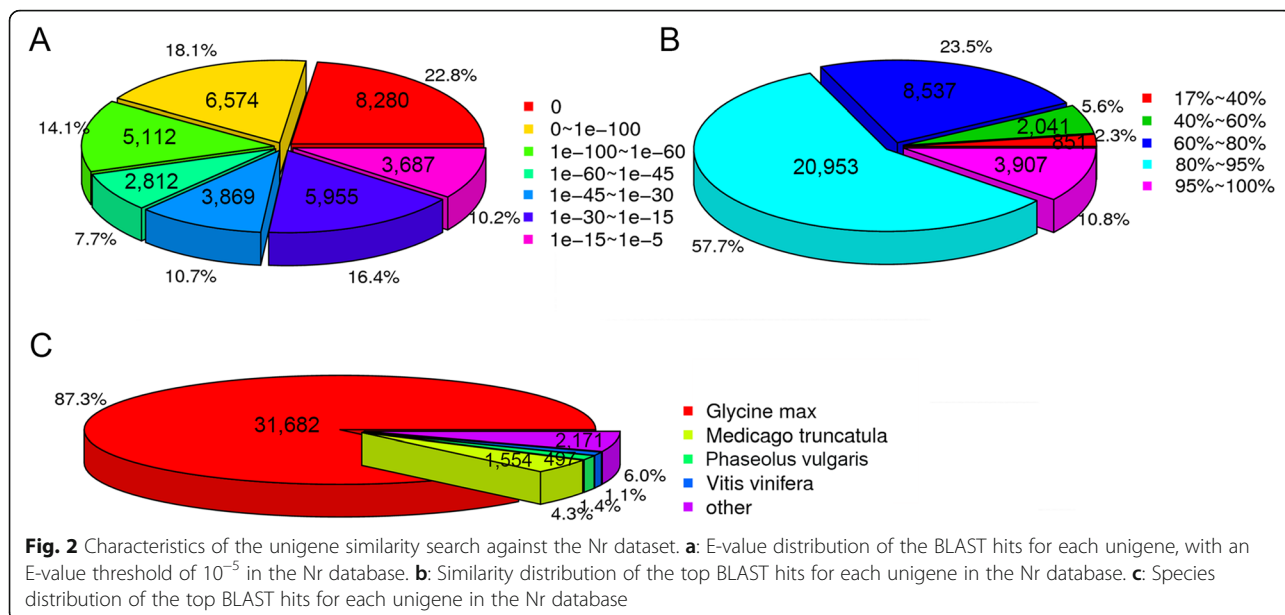 A
18.1%
22.8%
6,574
8,280
14.1%
5,112
3,687
2,812
3,869
5,955
10.2%
7.7%
10.7%
16.4%
0
0~1e−100
1e−100~1e−60
1e−60~1e−45
1e−45~1e−30
1e−30~1e−15
1e−15~1e−5
B
23.5%
8,537
5.6%
2,041
2.3%
851
20,953
3,907
10.8%
57.7%
17%~40%
40%~60%
60%~80%
80%~95%
95%~100%
C
87.3%
31,682
2,171
1,554
497
6.0%
1.1%
1.4%
4.3%
Glycine max
Medicago truncatula
Phaseolus vulgaris
Vitis vinifera
other
Fig. 2 Characteristics of the unigene similarity search against the Nr dataset. a: E-value distribution of the BLAST hits for each unigene, with an
E-value threshold of 10⁻⁵ in the Nr database. b: Similarity distribution of the top BLAST hits for each unigene in the Nr database. c: Species
distribution of the top BLAST hits for each unigene in the Nr database